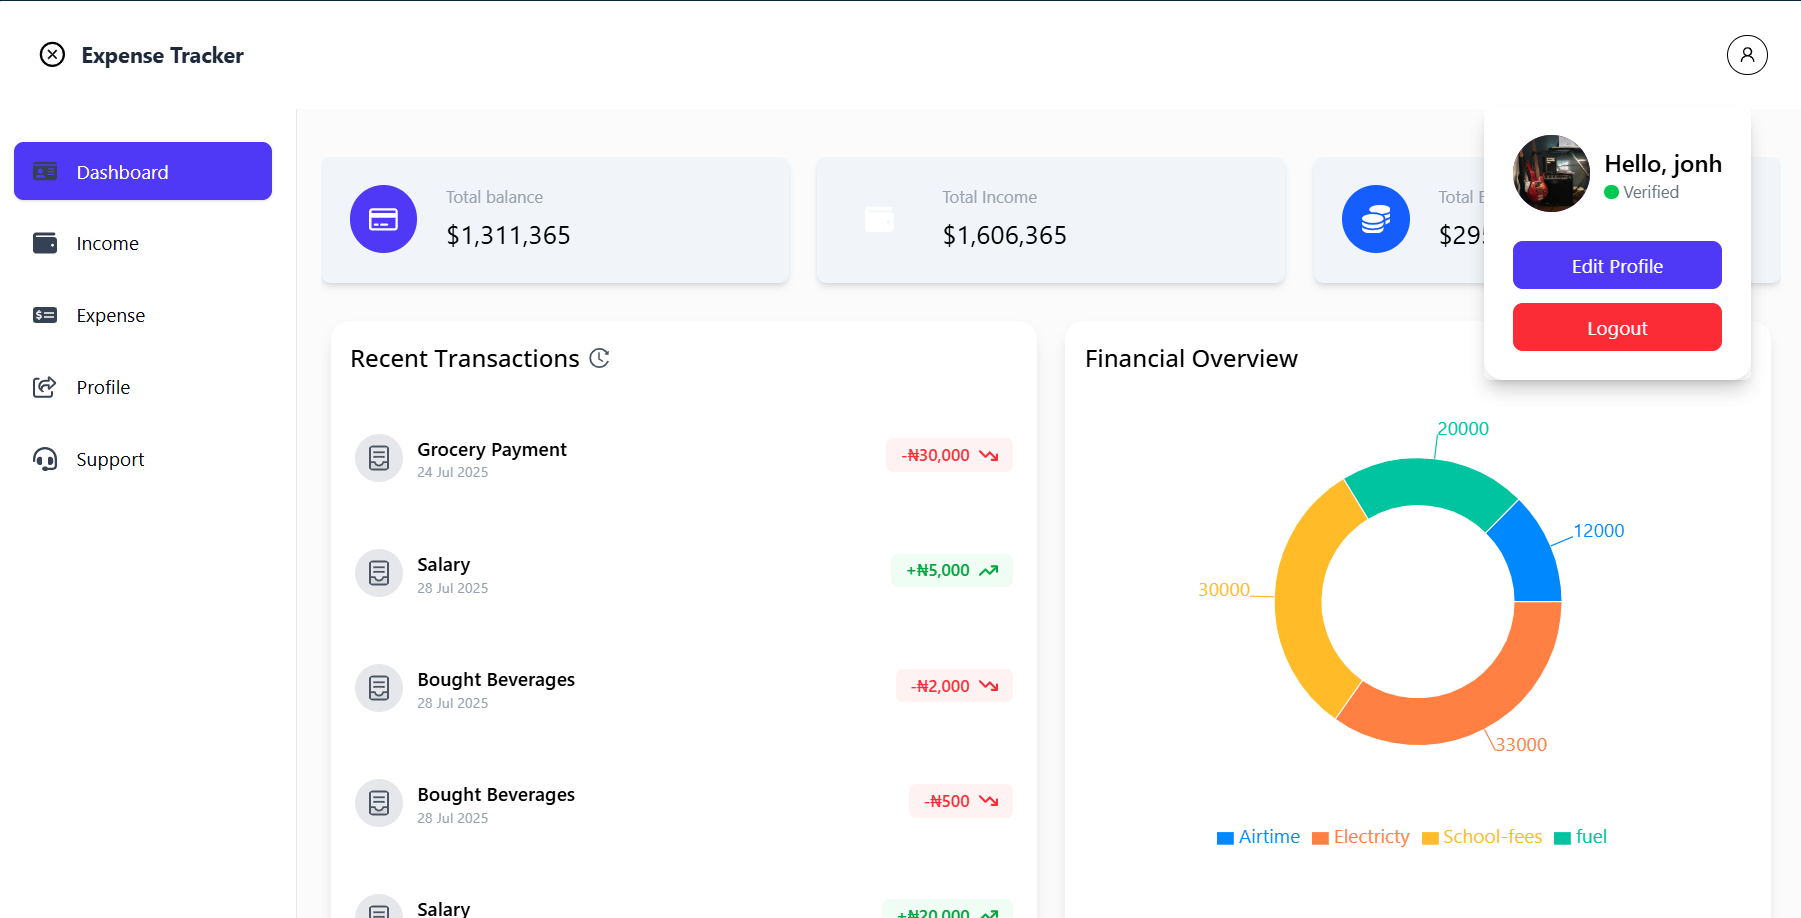 Expense Tracker
Dashboard
Income
Expense
Profile
Support
Total balance
$1,311,365
Total Income
$1,606,365
Total
Hello, jonh
Verified
Edit Profile
Logout
Recent Transactions
Grocery Payment
24 Jul 2025
-₦30,000
Salary
28 Jul 2025
+₦5,000
Bought Beverages
28 Jul 2025
-₦2,000
Bought Beverages
28 Jul 2025
-₦500
Salary
+₦20,000
Financial Overview
20000
12000
30000
33000
Airtime Electricty School-fees fuel